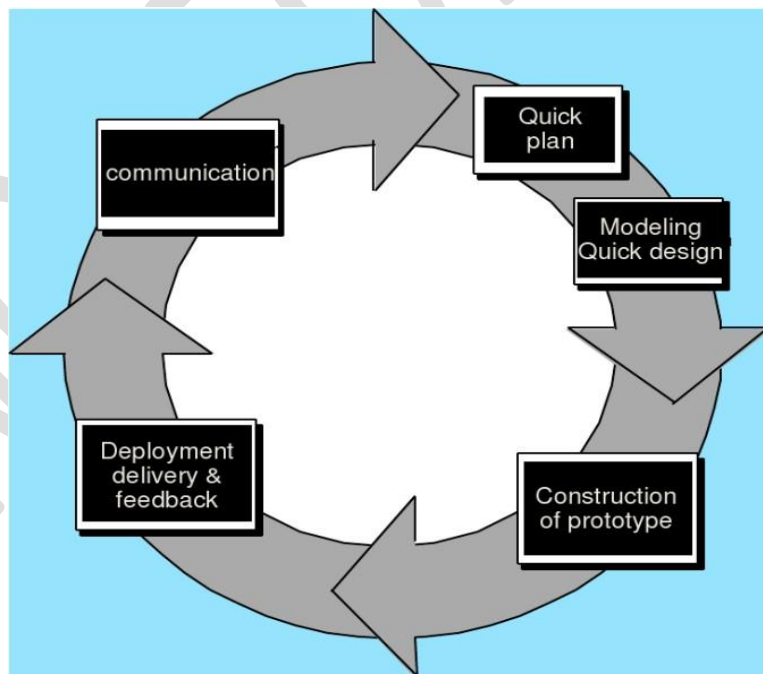 communication
Quick
plan
Modeling
Quick design
Construction
of prototype
Deployment
delivery &
feedback